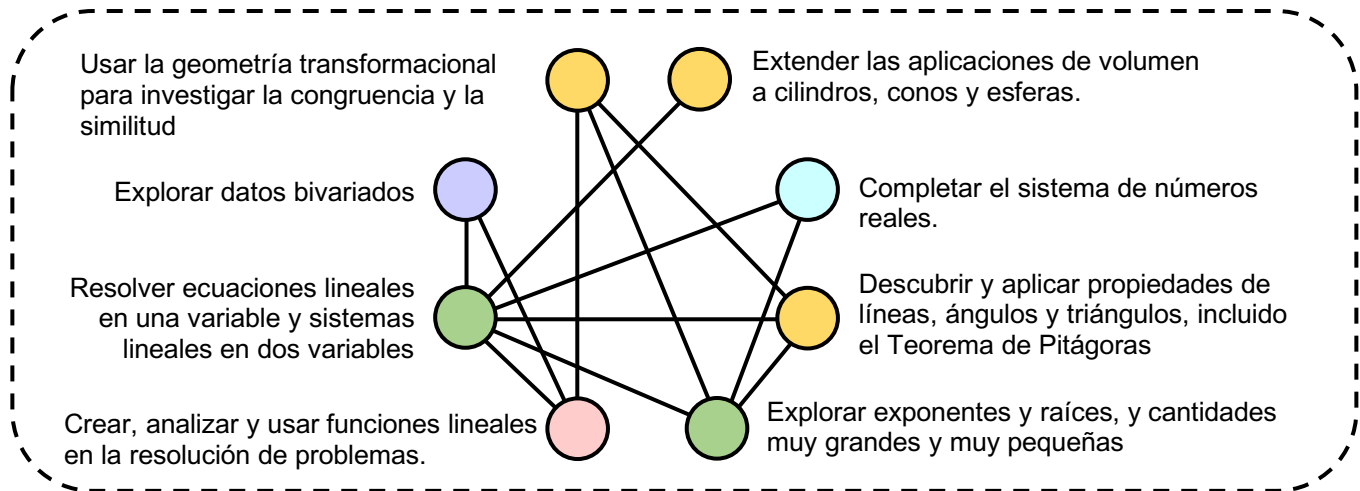 Usar la geometría transformacional
para investigar la congruencia y la
similitud
Extender las aplicaciones de volumen
a cilindros, conos y esferas.
Explorar datos bivariados
Completar el sistema de números
reales.
Resolver ecuaciones lineales
en una variable y sistemas
lineales en dos variables
Descubrir y aplicar propiedades de
líneas, ángulos y triángulos, incluido
el Teorema de Pitágoras
Crear, analizar y usar funciones lineales
en la resolución de problemas.
Explorar exponentes y raíces, y cantidades
muy grandes y muy pequeñas